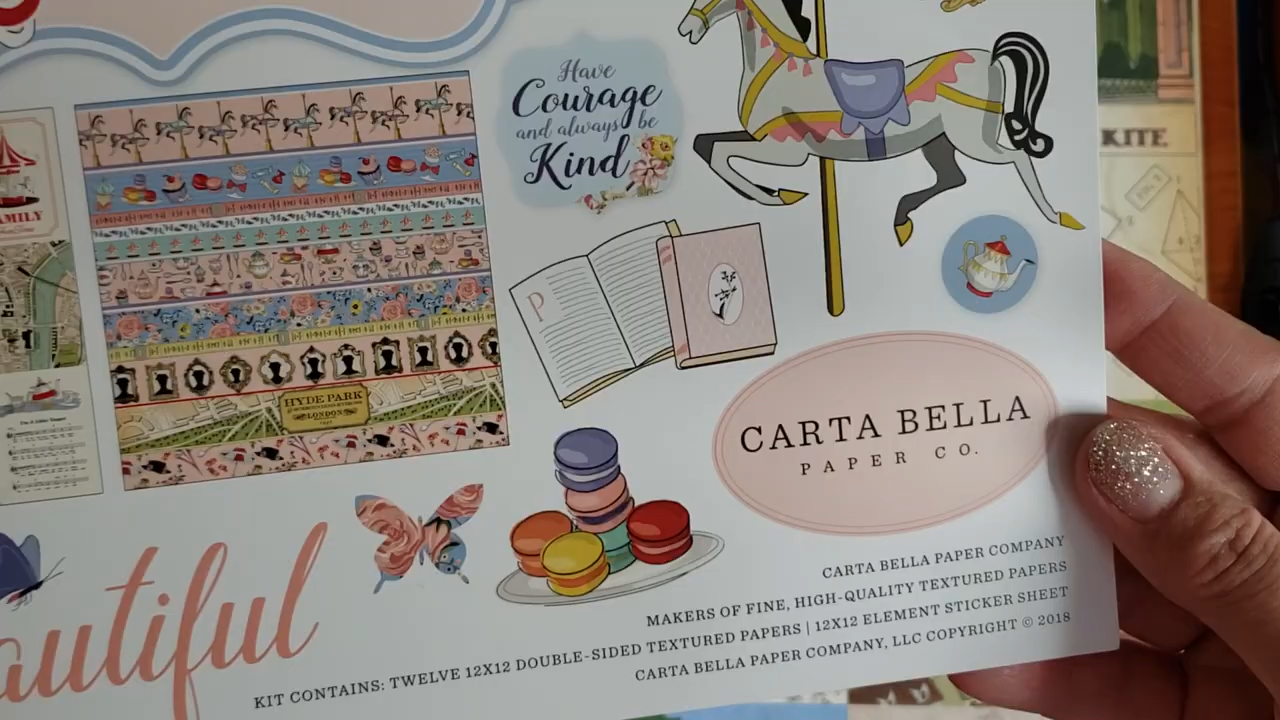 Have
Courage
and always be
Kind
KITE
FAMILY
P
HYDE PARK
LONDON
CARTA BELLA
PAPER CO.
autiful
CARTA BELLA PAPER COMPANY
MAKERS OF FINE, HIGH-QUALITY TEXTURED PAPERS
KIT CONTAINS: TWELVE 12X12 DOUBLE-SIDED TEXTURED PAPERS | 12X12 ELEMENT STICKER SHEET
CARTA BELLA PAPER COMPANY, LLC COPYRIGHT © 2018